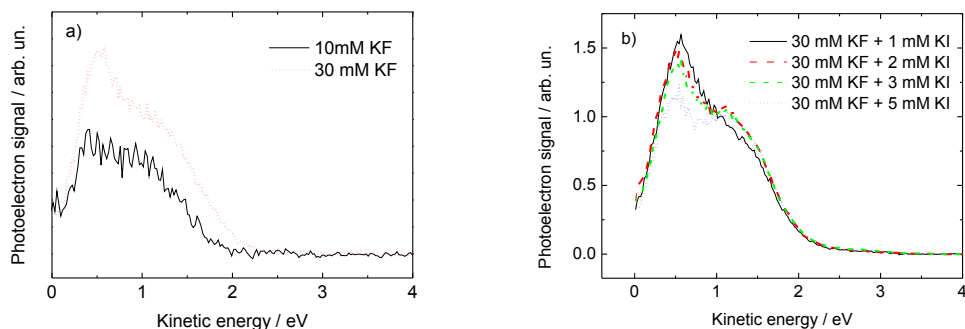 a)
10mM KF
30 mM KF
Photoelectron signal / arb. un.
0 1 2 3 4
Kinetic energy / eV
b)
30 mM KF + 1 mM KI
30 mM KF + 2 mM KI
30 mM KF + 3 mM KI
30 mM KF + 5 mM KI
Photoelectron signal / arb. un.
1.5
1.0
0.5
0.0
0 1 2 3 4
Kinetic energy / eV